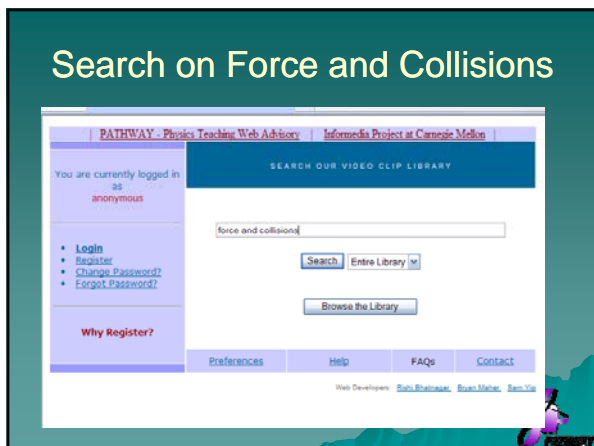 Search on Force and Collisions
| PATHWAY - Physics Teaching Web Advisory | Informedia Project at Carnegie Mellon |
You are currently logged in
as
anonymous
SEARCH OUR VIDEO CLIP LIBRARY
force and collisions
Search Entire Library
Browse the Library
• Login
• Register
• Change Password?
• Forgot Password?
Why Register?
Preferences Help FAQs Contact
Web Developers: Rishi Bhatnagar, Bryan Maher, Sam Yip